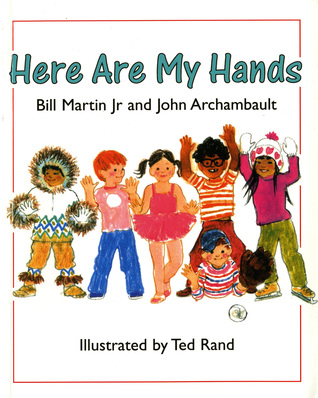 Here Are My Hands
Bill Martin Jr and John Archambault
Illustrated by Ted Rand